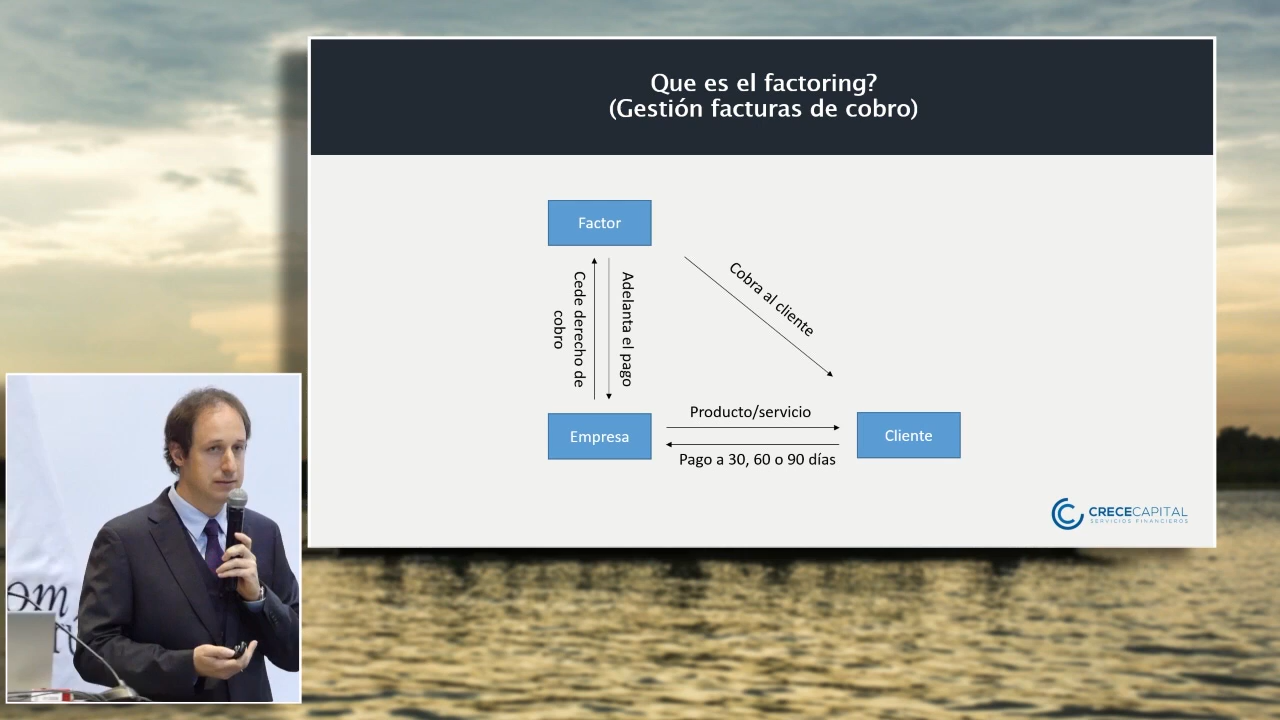 Que es el factoring?
(Gestión facturas de cobro)
Factor
Cede derecho de
cobro
Adelanta el pago
Cobra al cliente
Empresa
Producto/servicio
Pago a 30, 60 o 90 días
Cliente
CRECECAPITAL
SERVICIOS FINANCIEROS
om